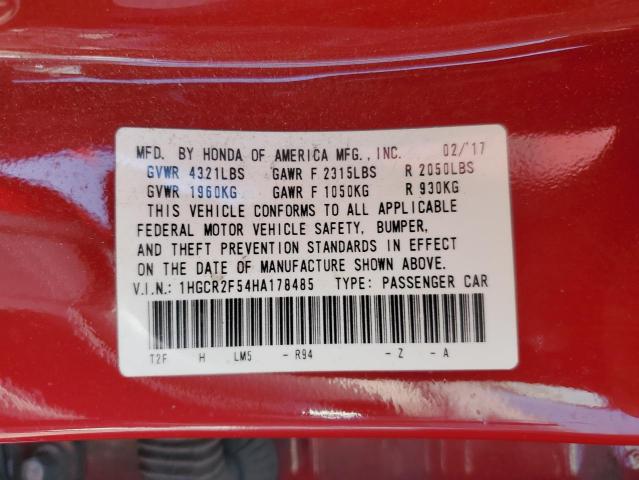 MFD. BY HONDA OF AMERICA MFG., INC. 02/'17
GVWR 4321LBS GAWR F 2315LBS R 2050LBS
GVWR 1960KG GAWR F 1050KG R 930KG
THIS VEHICLE CONFORMS TO ALL APPLICABLE
FEDERAL MOTOR VEHICLE SAFETY, BUMPER,
AND THEFT PREVENTION STANDARDS IN EFFECT
ON THE DATE OF MANUFACTURE SHOWN ABOVE.
V.I.N.: 1HGCR2F54HA178485 TYPE: PASSENGER CAR
T2F H LM5 - R94 - Z - A